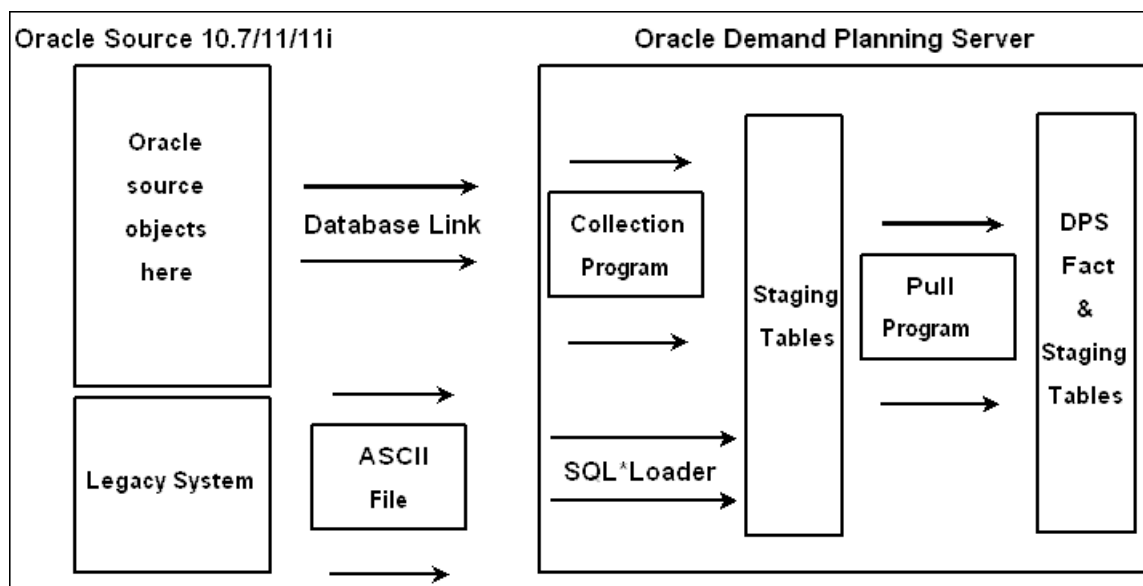 Oracle Source 10.7/11/11i
Oracle Demand Planning Server
Oracle
source
objects
here
Database Link
Collection
Program
Staging
Tables
Pull
Program
DPS
Fact
&
Staging
Tables
Legacy System
ASCII
File
SQL*Loader